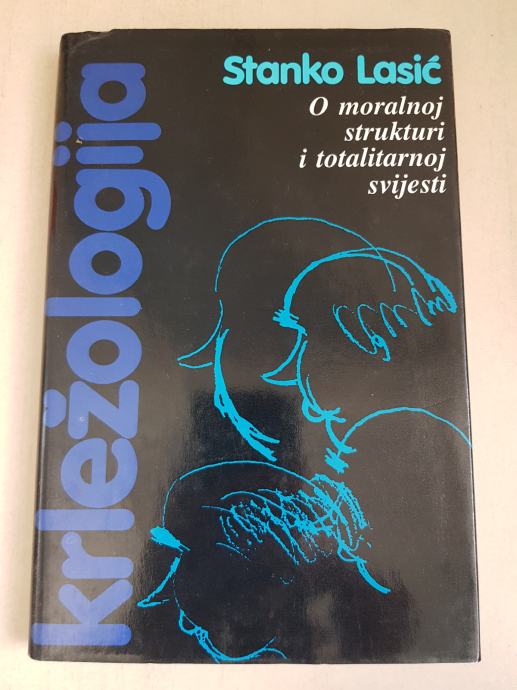 krležologija
Stanko Lasić
O moralnoj
strukturi
i totalitarnoj
svijesti